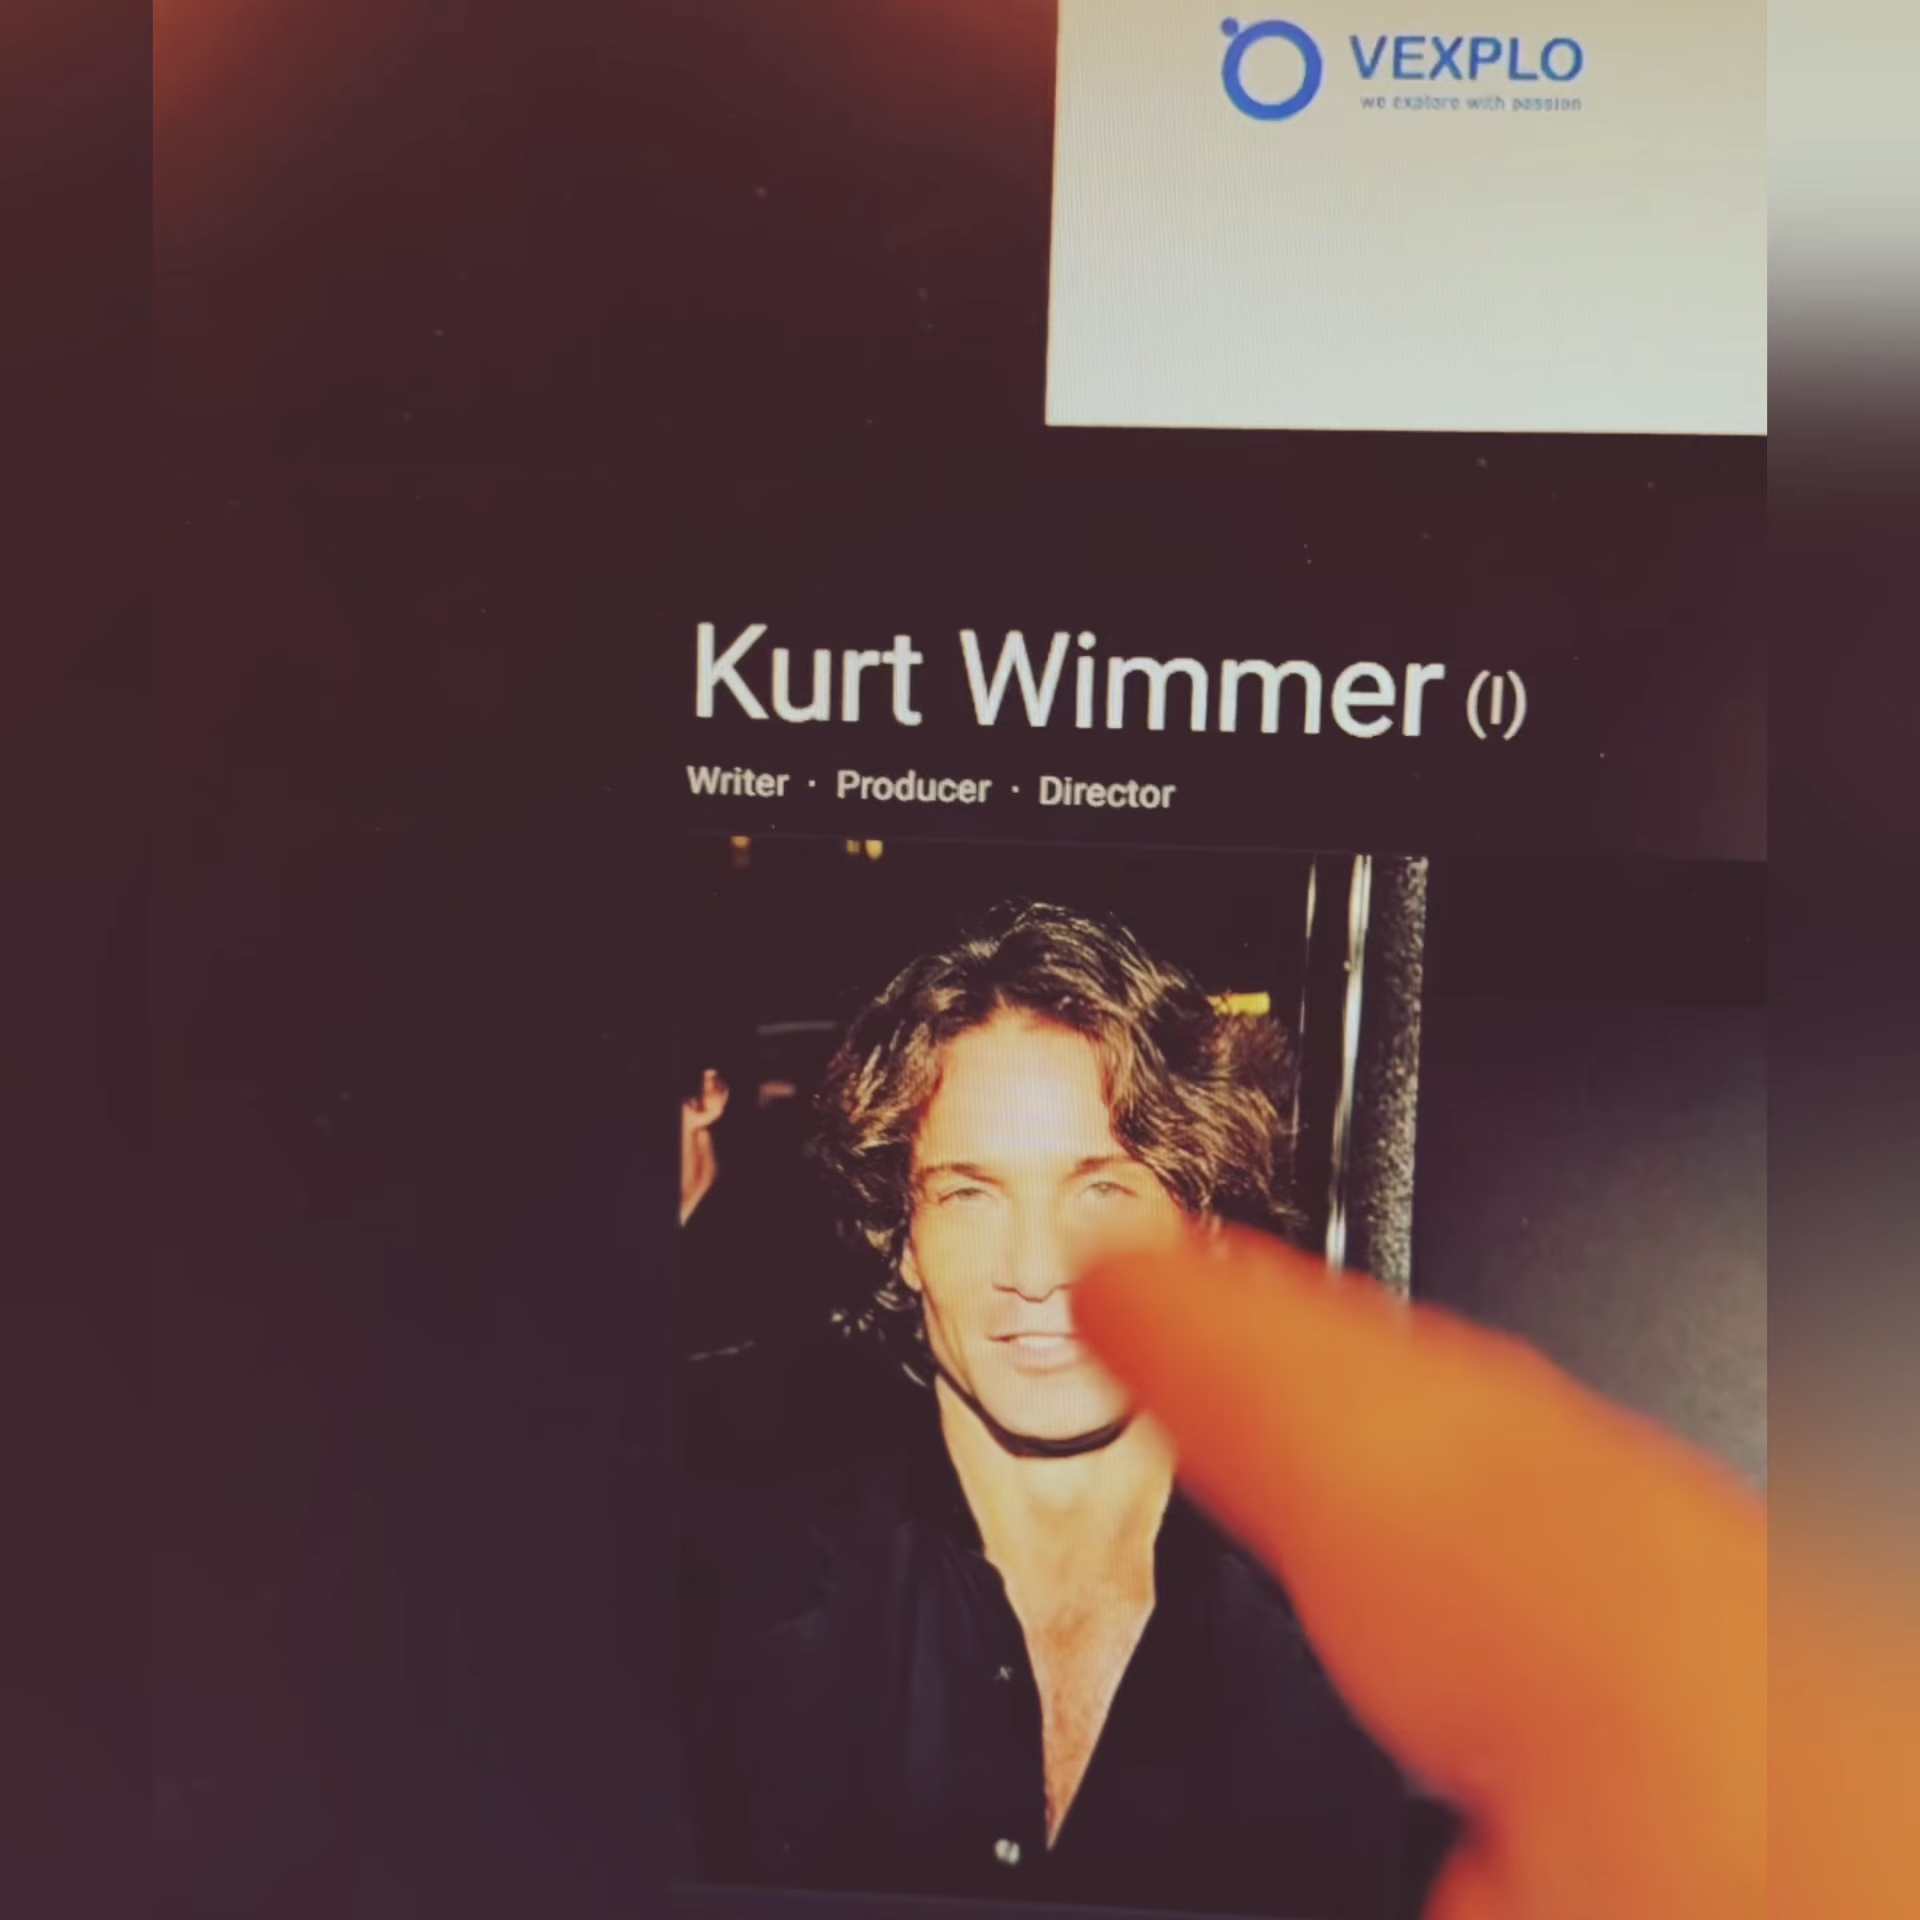 VEXPLO
we explore with passion
Kurt Wimmer (I)
Writer · Producer · Director